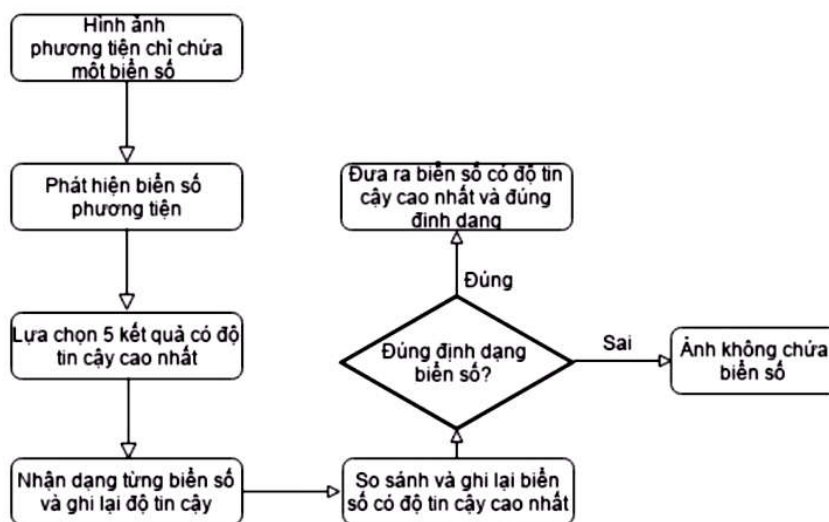 Hình ảnh
phương tiện chỉ chứa
một biển số
Phát hiện biển số
phương tiện
Lựa chọn 5 kết quả có độ
tin cậy cao nhất
Nhận dạng từng biển số
và ghi lại độ tin cậy
So sánh và ghi lại biển
số có độ tin cậy cao nhất
Đúng định dạng
biển số?
Đúng
Đưa ra biển số có độ tin
cậy cao nhất và đúng
định dang
Sai
Ảnh không chứa
biển số